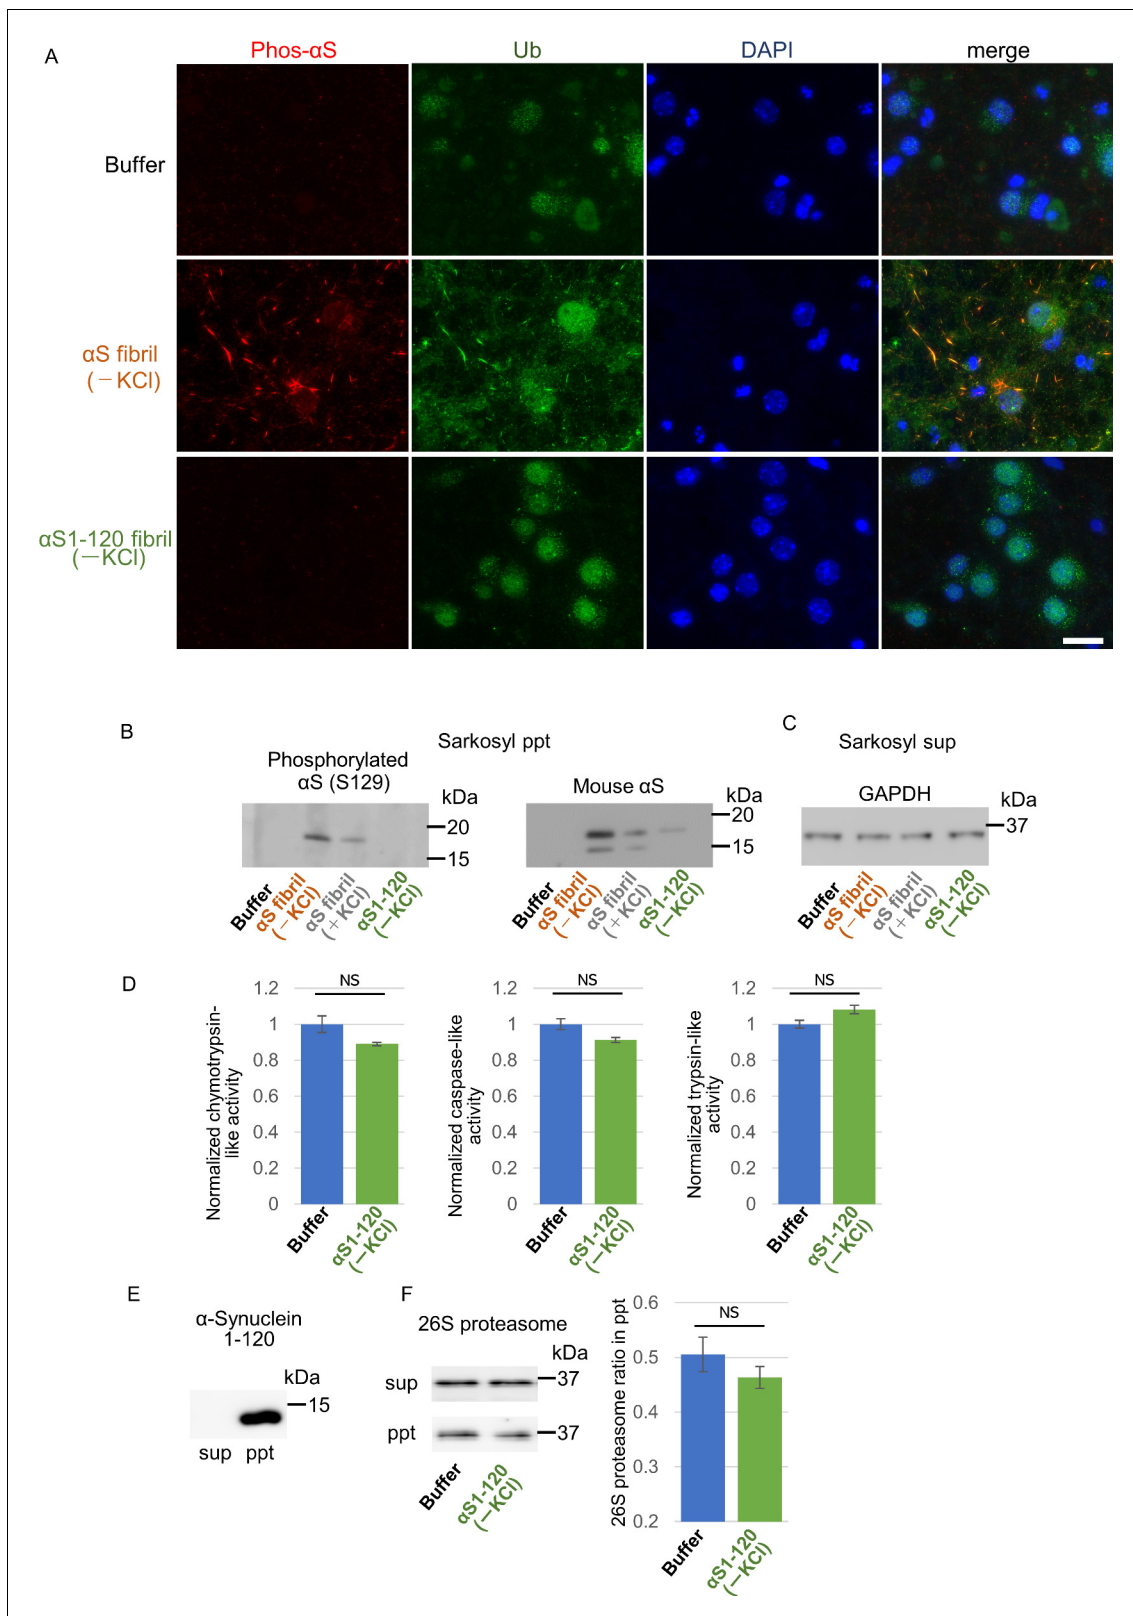 A
Phos-αS
Ub
DAPI
merge
Buffer
αS fibril
(−KCl)
αS1-120 fibril
(−KCl)
B
Sarkosyl ppt
Phosphorylated
αS (S129)
kDa
20
15
Buffer
αS fibril
(−KCl)
αS fibril
(+KCl)
αS1-120
(−KCl)
Mouse αS
kDa
20
15
Buffer
αS fibril
(−KCl)
αS fibril
(+KCl)
αS1-120
(−KCl)
C
Sarkosyl sup
GAPDH
37
Buffer
αS fibril
(−KCl)
αS fibril
(+KCl)
αS1-120
(−KCl)
D
Normalized chymotrypsin-
like activity
1.2
1
0.8
0.6
0.4
0.2
0
NS
Buffer
αS1-120
(−KCl)
Normalized caspase-like
activity
1.2
1
0.8
0.6
0.4
0.2
0
NS
Buffer
αS1-120
(−KCl)
Normalized trypsin-like
activity
1.2
1
0.8
0.6
0.4
0.2
0
NS
Buffer
αS1-120
(−KCl)
E
α-Synuclein
1-120
kDa
15
sup ppt
F
26S proteasome
kDa
sup
37
ppt
37
Buffer
αS1-120
(−KCl)
26S proteasome ratio in ppt
0.6
0.5
0.4
0.3
0.2
NS
Buffer
αS1-120
(−KCl)